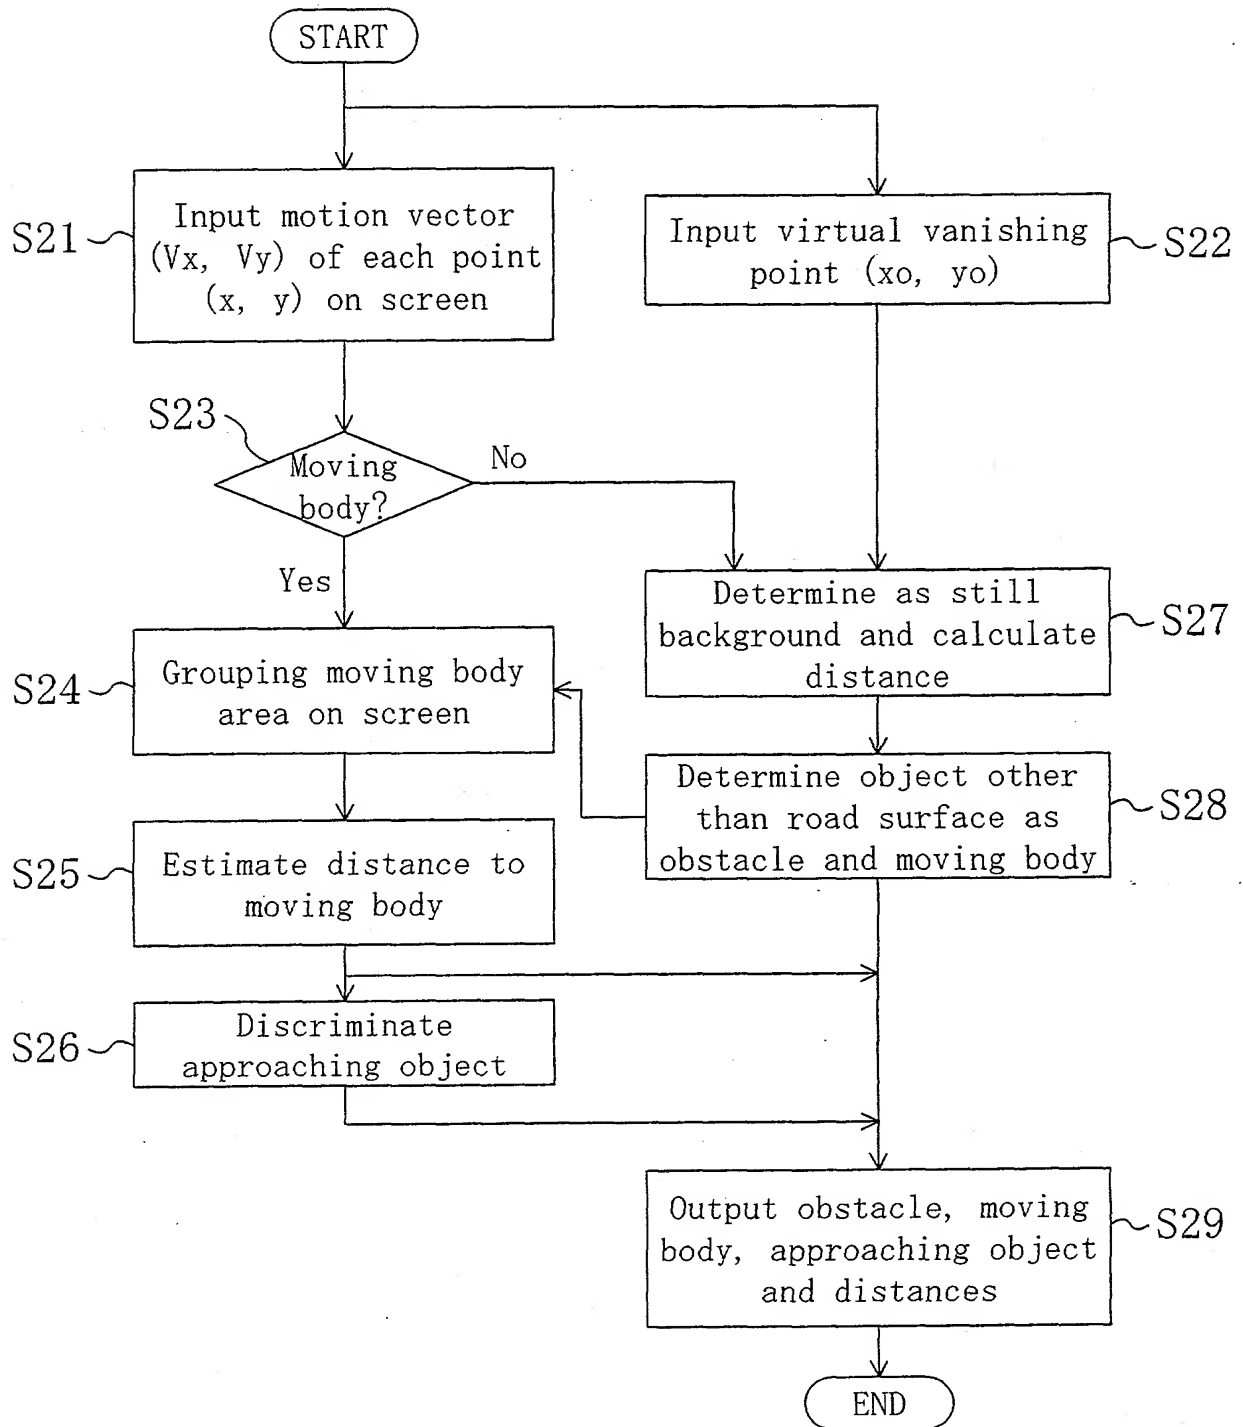 START
S21
Input motion vector
(Vx, Vy) of each point
(x, y) on screen
Input virtual vanishing
point (xo, yo)
S22
S23
Moving
body?
No
Yes
Determine as still
background and calculate
distance
S27
S24
Grouping moving body
area on screen
Determine object other
than road surface as
obstacle and moving body
S28
S25
Estimate distance to
moving body
S26
Discriminate
approaching object
Output obstacle, moving
body, approaching object
and distances
S29
END